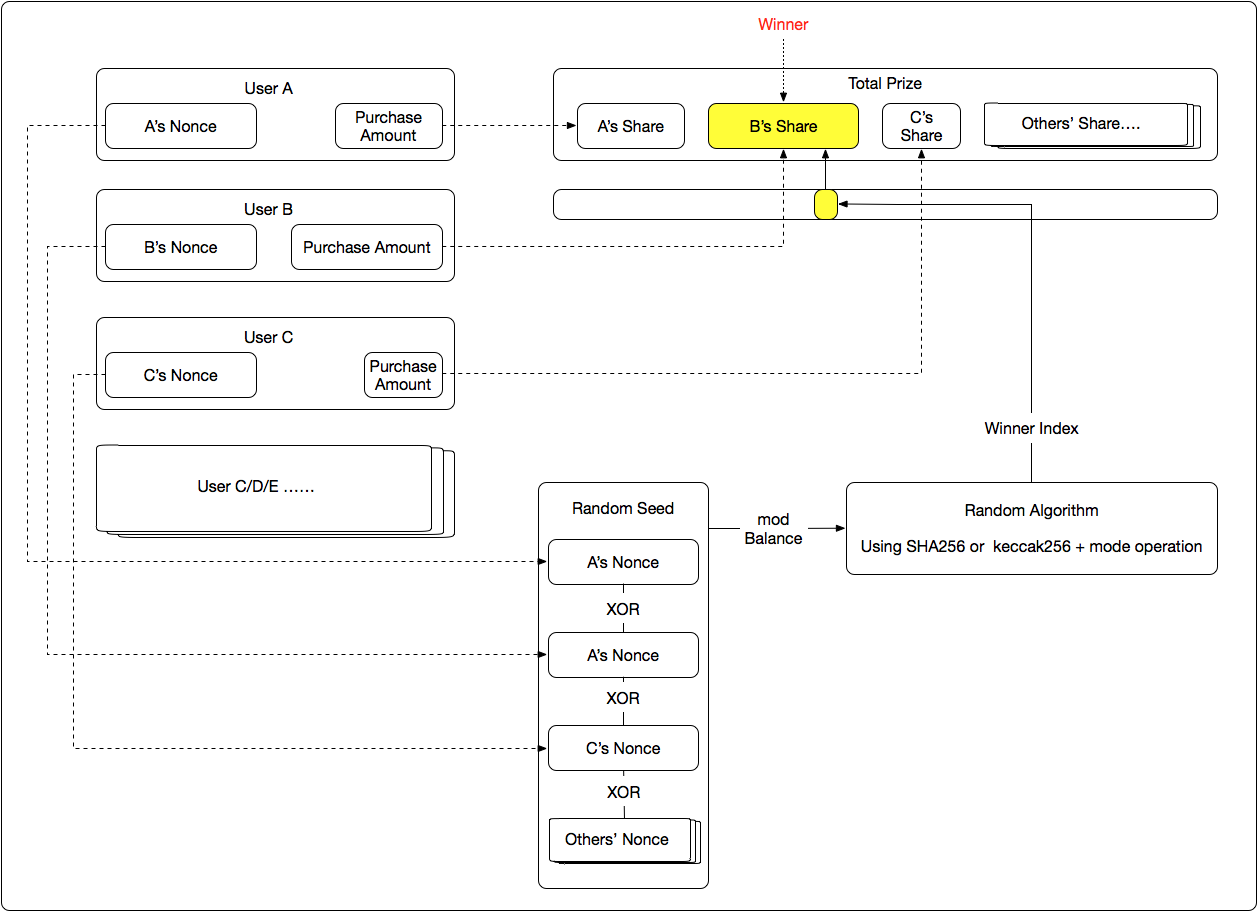 Winner
User A
A's Nonce
Purchase
Amount
Total Prize
A's Share
B's Share
C's
Share
Others' Share....
User B
B's Nonce
Purchase Amount
User C
C's Nonce
Purchase
Amount
User C/D/E ......
Winner Index
Random Seed
A's Nonce
XOR
A's Nonce
XOR
C's Nonce
XOR
Others' Nonce
mod
Balance
Random Algorithm
Using SHA256 or keccak256 + mode operation